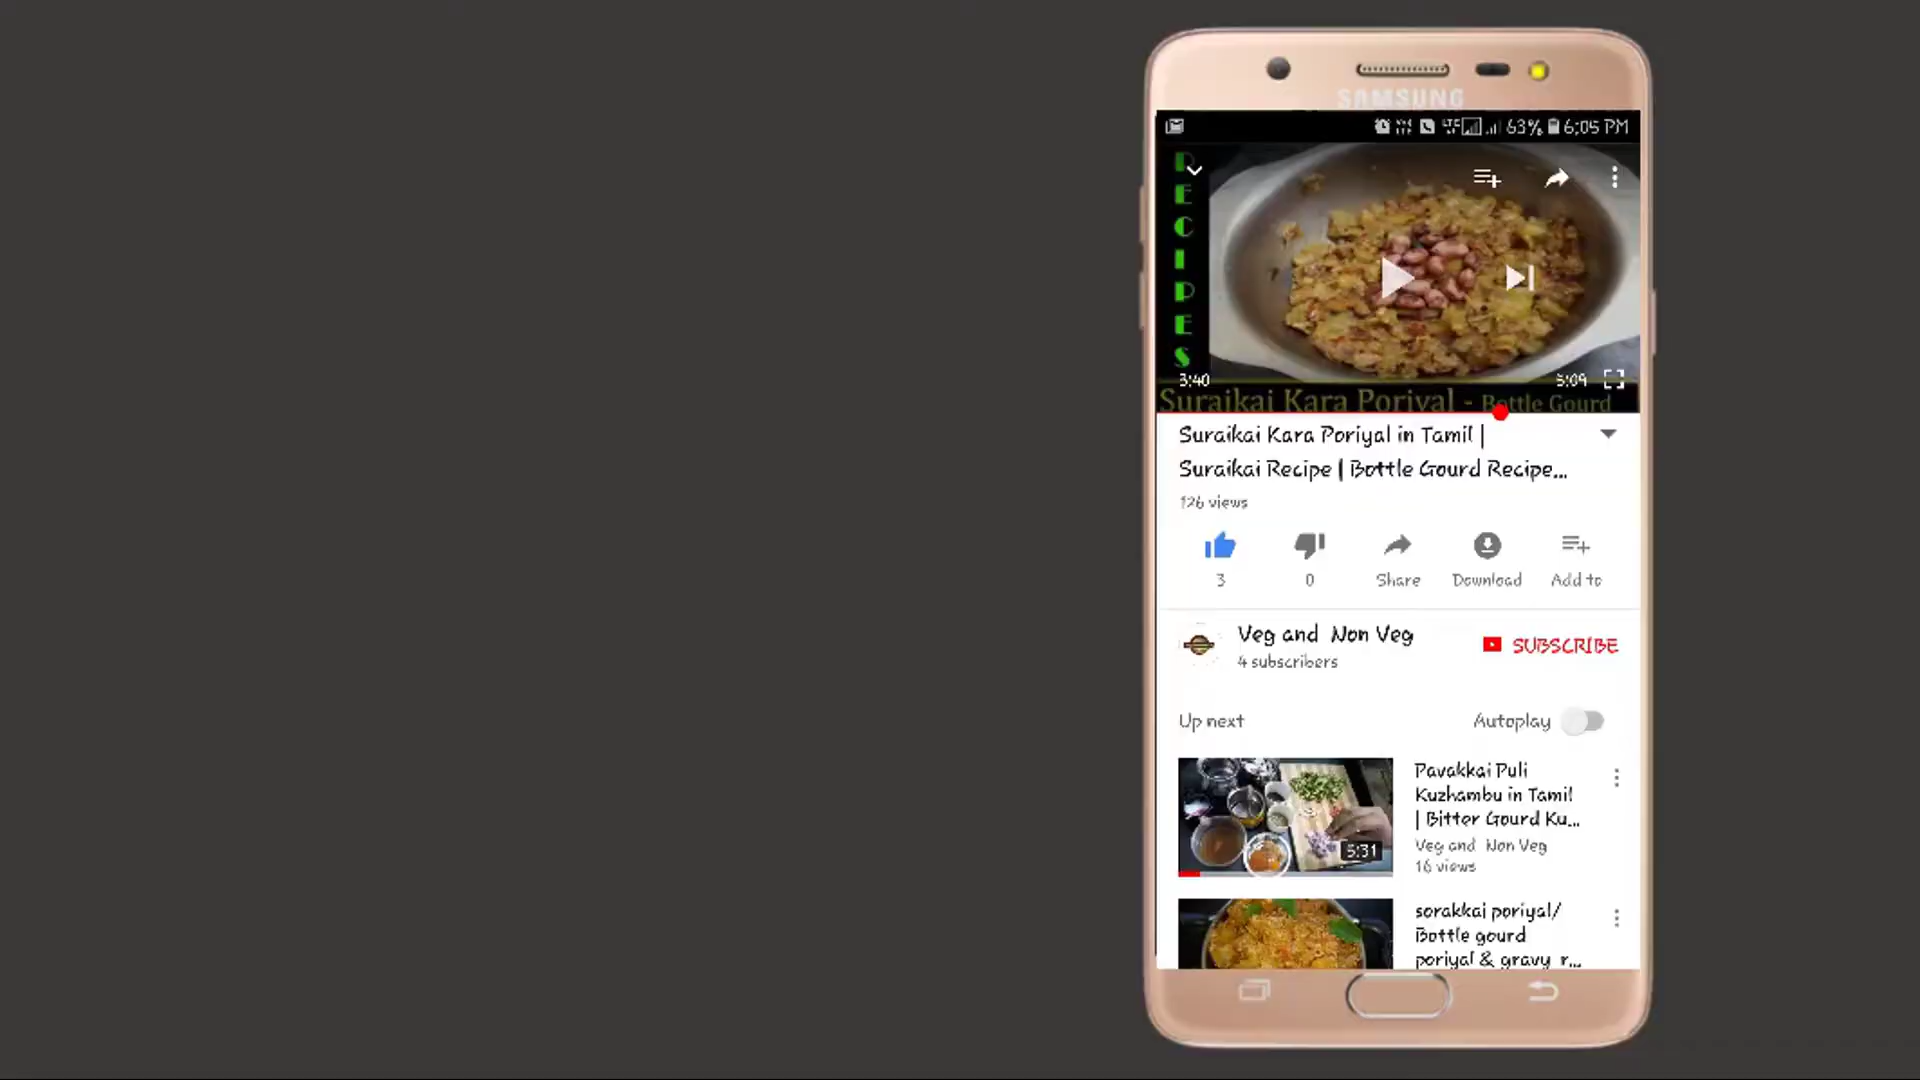 SAMSUNG
63% 6:05 PM
RECIPES
3:40
5:09
Suraikai Kara Poriyal - Bottle Gourd
Suraikai Kara Poriyal in Tamil |
Suraikai Recipe | Bottle Gourd Recipe...
126 views
3
0
Share
Download
Add to
Veg and Non Veg
4 subscribers
SUBSCRIBE
Up next
Autoplay
5:31
Pavakkai Puli
Kuzhambu in Tamil
| Bitter Gourd Ku...
Veg and Non Veg
16 views
sorakkai poriyal/
Bottle gourd
poriyal & gravy r...